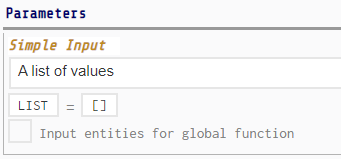 Parameters
Simple Input
A list of values
LIST = []
Input entities for global function